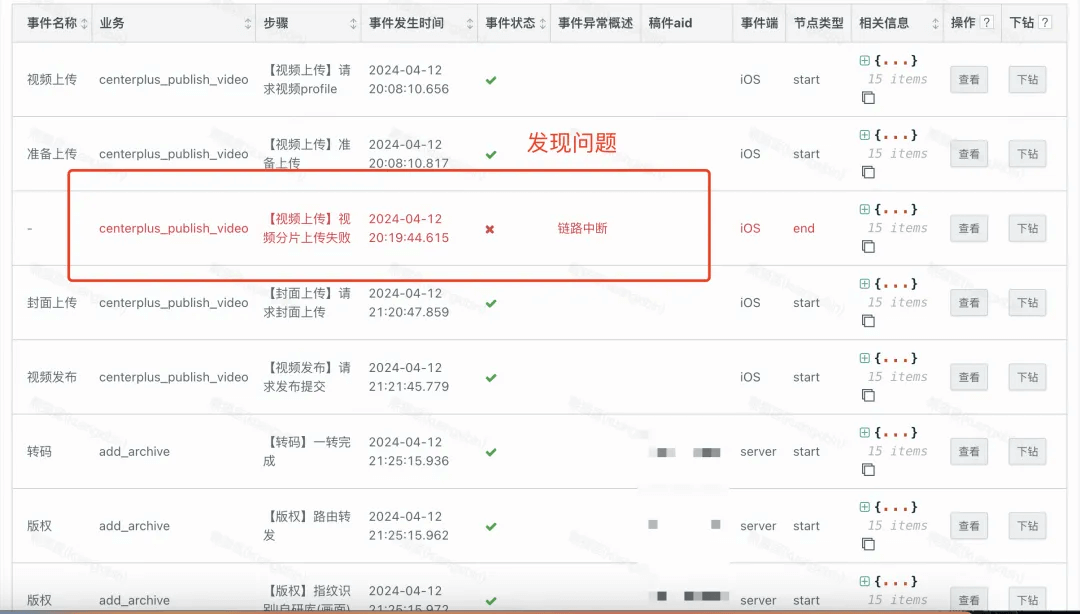 事件名称 业务 步骤 事件发生时间 事件状态 事件异常概述 稿件aid 事件端 节点类型 相关信息 操作 ? 下钻 ?
视频上传 centerplus_publish_video 【视频上传】请 2024-04-12 iOS start {...} 查看 下钻
求视频profile 20:08:10.656 15 items
发现问题
准备上传 centerplus_publish_video 【视频上传】准 2024-04-12 iOS start {...} 查看 下钻
备上传 20:08:10.817 15 items
- centerplus_publish_video 【视频上传】视 2024-04-12 链路中断 iOS end {...} 查看 下钻
频分片上传失败 20:19:44.615 15 items
封面上传 centerplus_publish_video 【封面上传】请 2024-04-12 iOS start {...} 查看 下钻
求封面上传 21:20:47.859 15 items
视频发布 centerplus_publish_video 【视频发布】请 2024-04-12 iOS start {...} 查看 下钻
求发布提交 21:21:45.779 15 items
转码 add_archive 【转码】一转完 2024-04-12 server start {...} 查看 下钻
成 21:25:15.936 15 items
版权 add_archive 【版权】路由转 2024-04-12 server start {...} 查看 下钻
发 21:25:15.962 15 items
版权 add_archive 【版权】指纹识 2024-04-12 server start {...} 查看 下钻
别|自研库(画面) 21:25:15.972 15 items